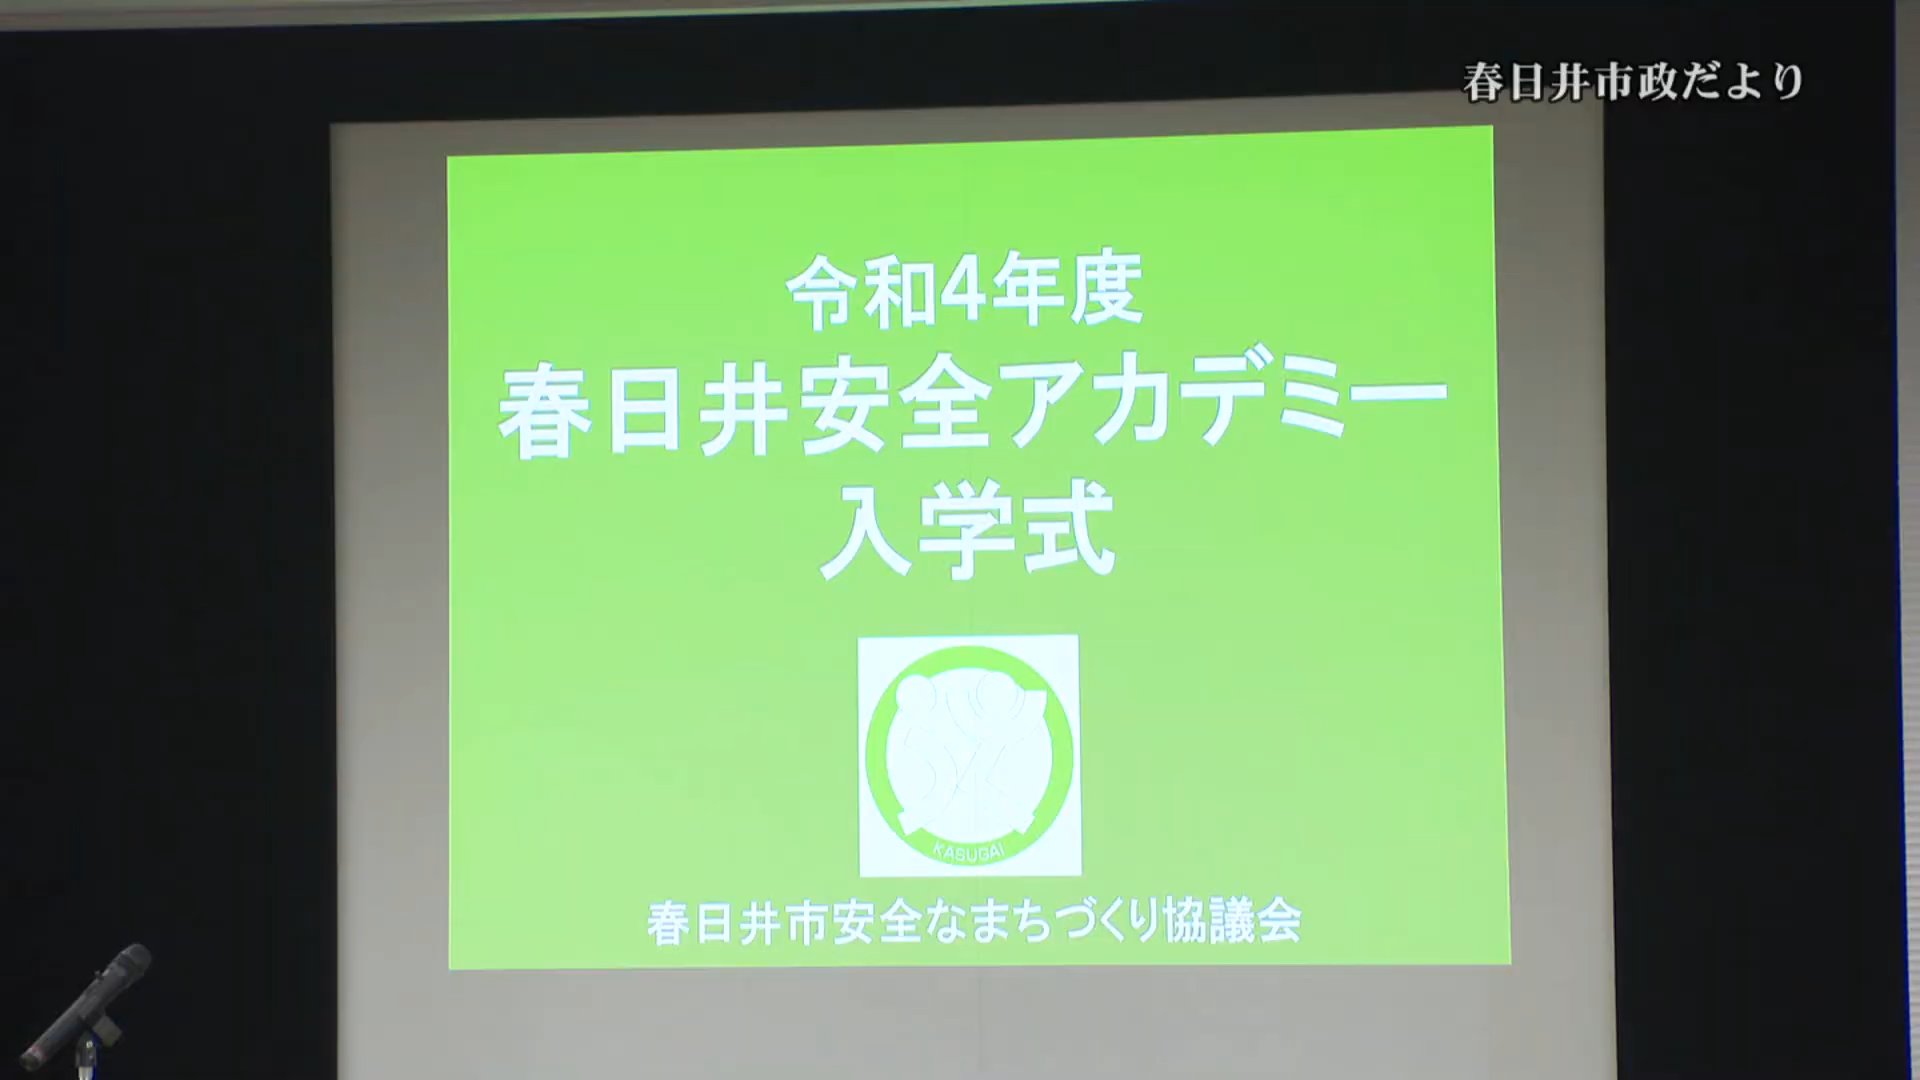 春日井市政だより
令和4年度
春日井安全アカデミー
入学式
KASUGAI
春日井市安全なまちづくり協議会